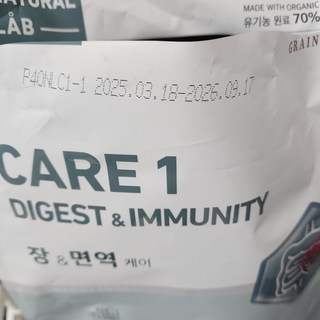 NATURAL
LAB
MADE WITH ORGANIC
유기농 원료 70%
GRAIN
P4ONLC1-1 2025.03.18-2026.09.17
CARE 1
DIGEST & IMMUNITY
장 & 면역 케어